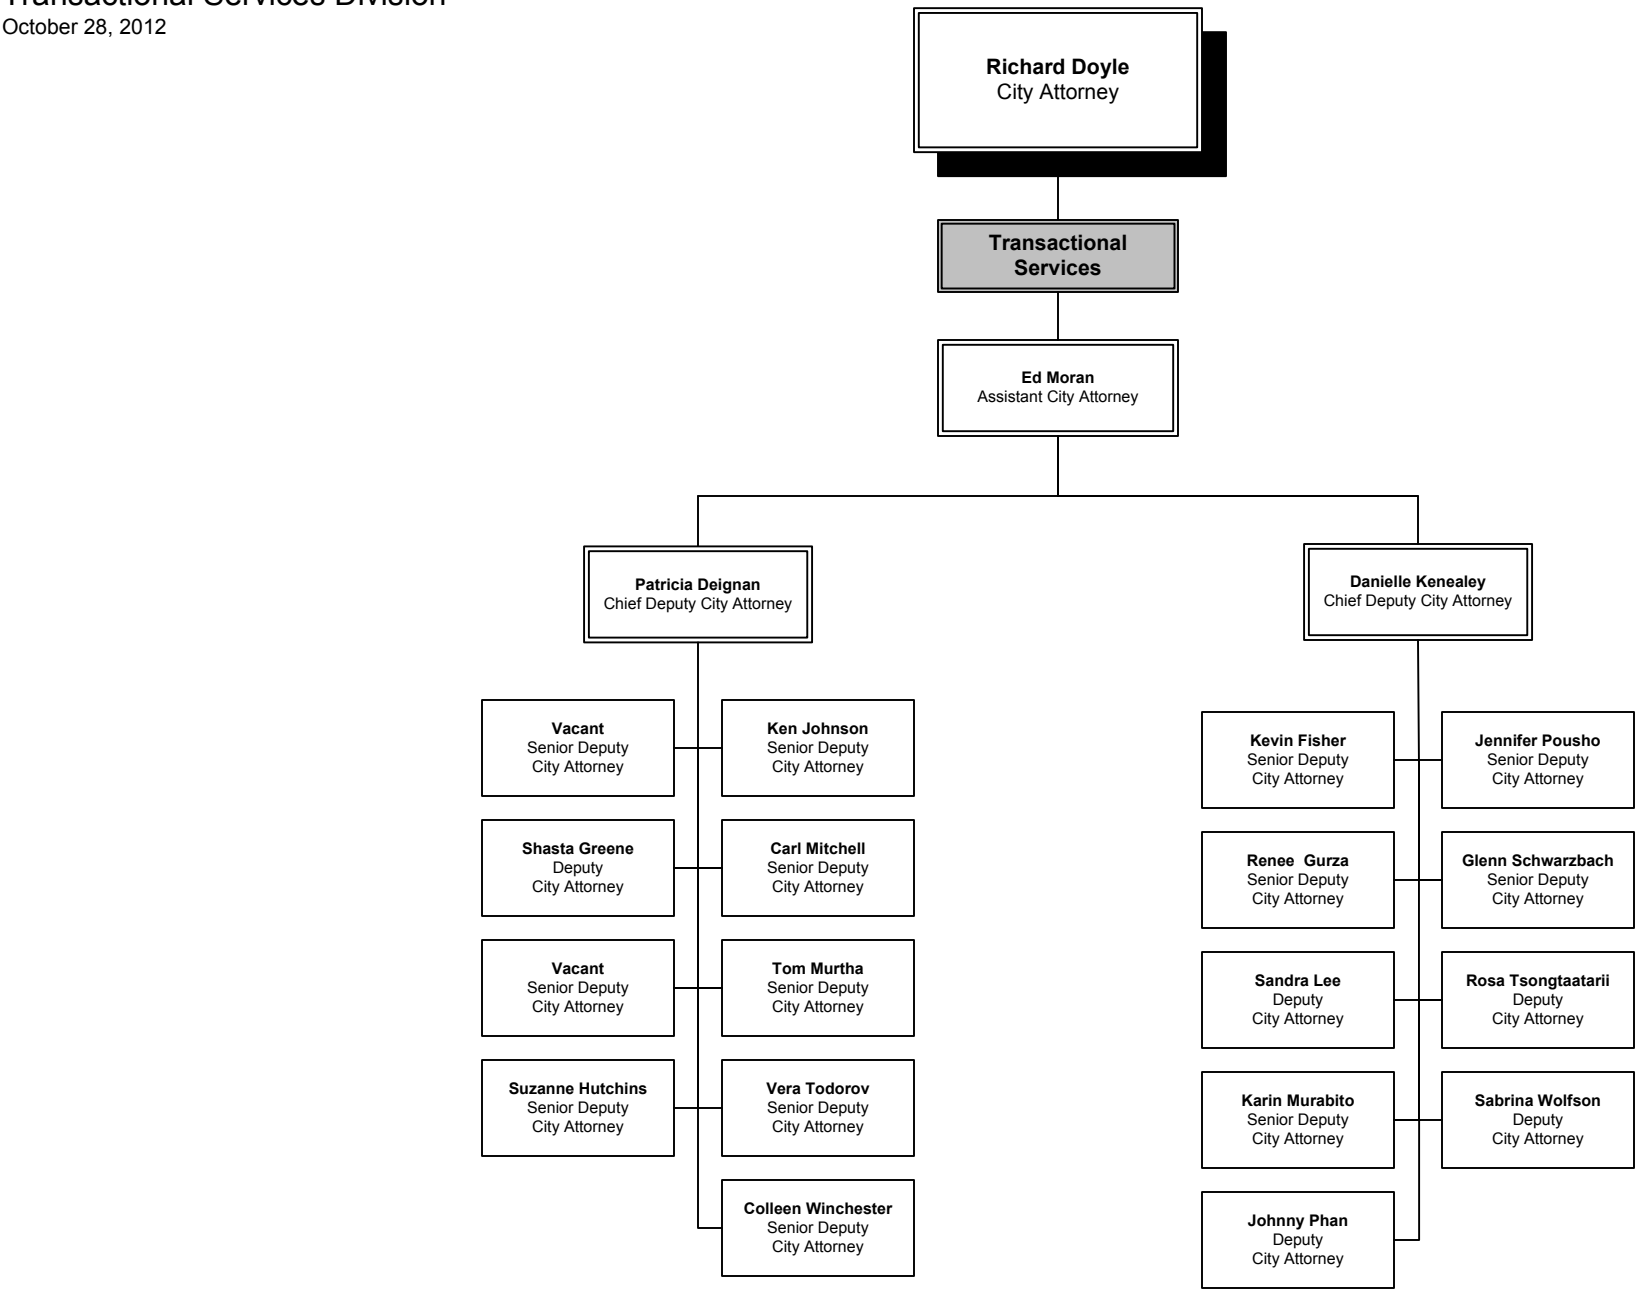 Transactional Services Division
October 28, 2012
Richard Doyle
City Attorney
Transactional
Services
Ed Moran
Assistant City Attorney
Patricia Deignan
Chief Deputy City Attorney
Danielle Kenealey
Chief Deputy City Attorney
Vacant
Senior Deputy
City Attorney
Ken Johnson
Senior Deputy
City Attorney
Shasta Greene
Deputy
City Attorney
Carl Mitchell
Senior Deputy
City Attorney
Vacant
Senior Deputy
City Attorney
Tom Murtha
Senior Deputy
City Attorney
Suzanne Hutchins
Senior Deputy
City Attorney
Vera Todorov
Senior Deputy
City Attorney
Colleen Winchester
Senior Deputy
City Attorney
Kevin Fisher
Senior Deputy
City Attorney
Jennifer Pousho
Senior Deputy
City Attorney
Renee Gurza
Senior Deputy
City Attorney
Glenn Schwarzbach
Senior Deputy
City Attorney
Sandra Lee
Deputy
City Attorney
Rosa Tsongtaatarii
Deputy
City Attorney
Karin Murabito
Senior Deputy
City Attorney
Sabrina Wolfson
Deputy
City Attorney
Johnny Phan
Deputy
City Attorney